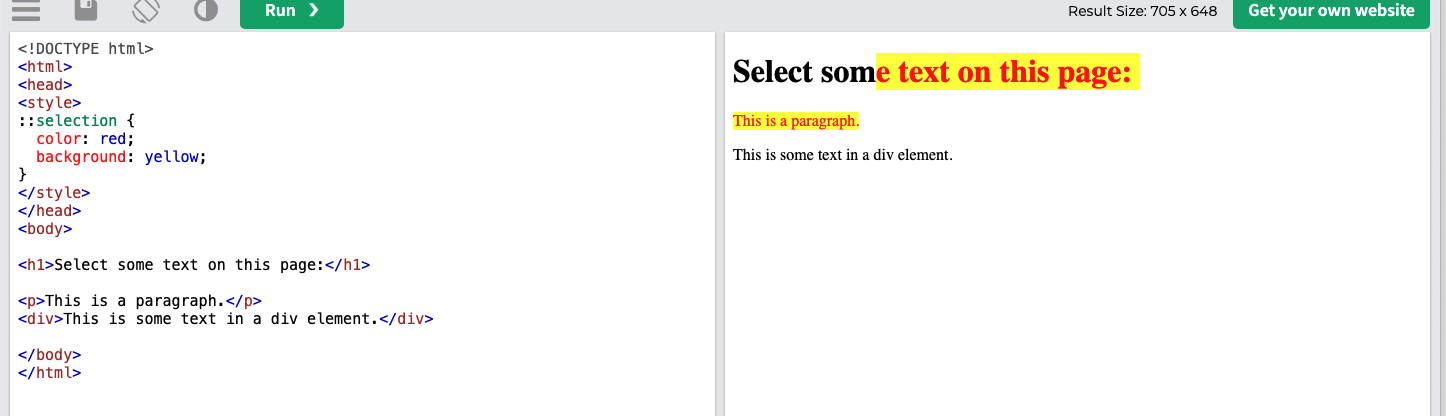 Run ❯
Result Size: 705 x 648
Get your own website
<!DOCTYPE html>
<html>
<head>
<style>
::selection {
  color: red;
  background: yellow;
}
</style>
</head>
<body>

<h1>Select some text on this page:</h1>

<p>This is a paragraph.</p>
<div>This is some text in a div element.</div>

</body>
</html>
Select some text on this page:
This is a paragraph.
This is some text in a div element.